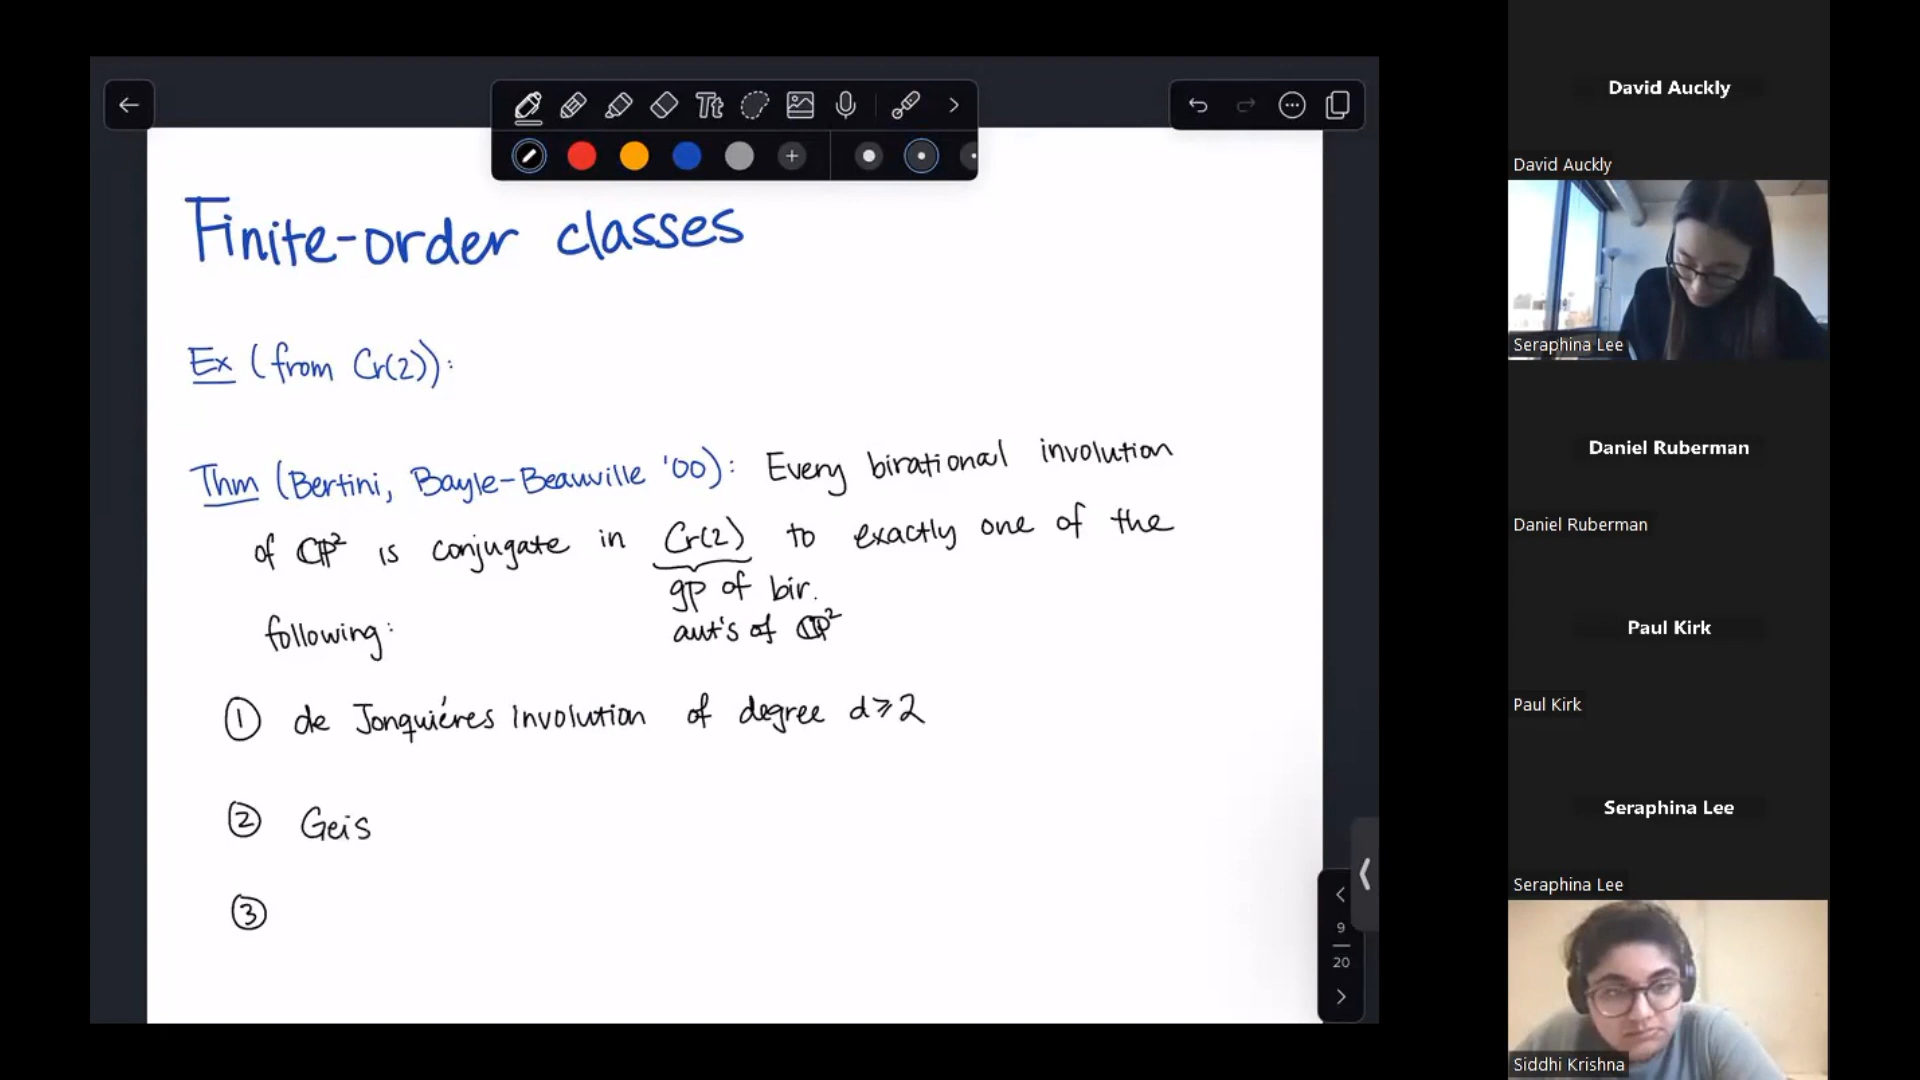 Tt
Finite-order classes
Ex (from Cr(2)):
Thm (Bertini, Bayle-Beauville '00): Every birational involution
of ℂP² is conjugate in Cr(2) to exactly one of the
gp of bir.
aut's of ℂP²
following:
① de Jonquiéres involution of degree d ≥ 2
② Geis
③
9
20
David Auckly
David Auckly
Seraphina Lee
Daniel Ruberman
Daniel Ruberman
Paul Kirk
Paul Kirk
Seraphina Lee
Seraphina Lee
Siddhi Krishna